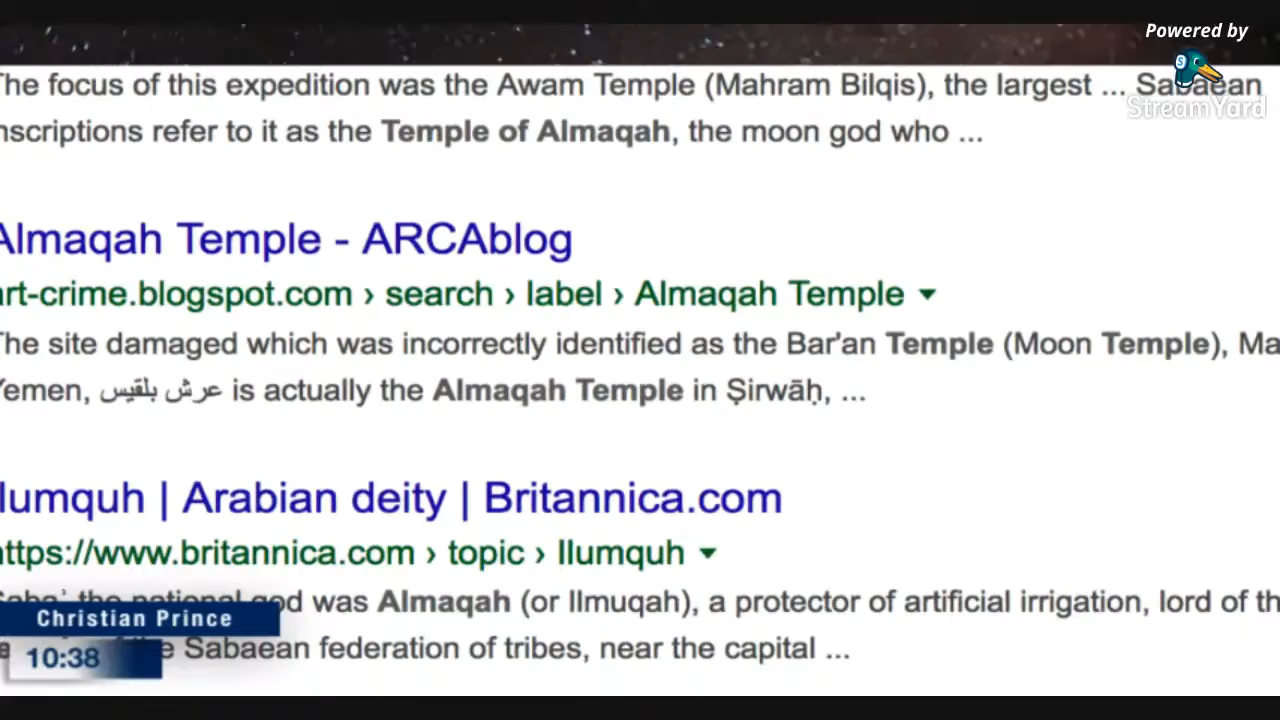 Powered by
StreamYard
The focus of this expedition was the Awam Temple (Mahram Bilqis), the largest ... Sabaean
nscriptions refer to it as the Temple of Almaqah, the moon god who ...
Almaqah Temple - ARCAblog
art-crime.blogspot.com › search › label › Almaqah Temple
The site damaged which was incorrectly identified as the Bar'an Temple (Moon Temple), Ma
Yemen, عرش بلقيس is actually the Almaqah Temple in Ṣirwāḥ, ...
lumquh | Arabian deity | Britannica.com
ttps://www.britannica.com › topic › Ilumquh
the national god was Almaqah (or Ilmuqah), a protector of artificial irrigation, lord of th
the Sabaean federation of tribes, near the capital ...
Christian Prince
10:38